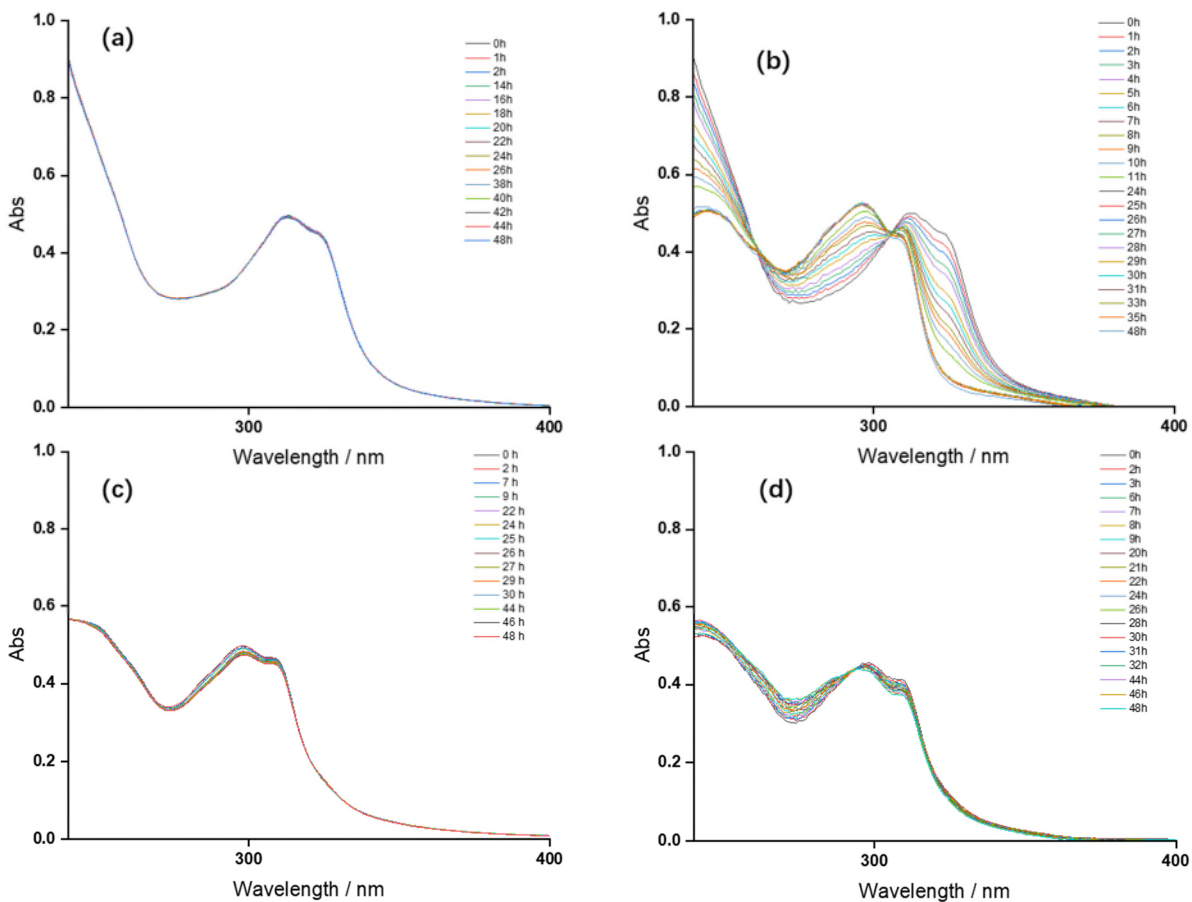 (a)
1.0
0.8
0.6
0.4
0.2
0.0
Abs
300
400
Wavelength / nm
0h
1h
2h
14h
16h
18h
20h
22h
24h
26h
38h
40h
42h
44h
48h
(b)
1.0
0.8
0.6
0.4
0.2
0.0
Abs
300
400
Wavelength / nm
0h
1h
2h
3h
4h
5h
6h
7h
8h
9h
10h
11h
24h
25h
26h
27h
28h
29h
30h
31h
33h
35h
48h
(c)
1.0
0.8
0.6
0.4
0.2
0.0
Abs
300
400
Wavelength / nm
0 h
2 h
7 h
9 h
22 h
24 h
25 h
26 h
27 h
29 h
30 h
44 h
46 h
48 h
(d)
1.0
0.8
0.6
0.4
0.2
0.0
Abs
300
400
Wavelength / nm
0h
2h
3h
6h
7h
8h
9h
20h
21h
22h
24h
26h
28h
30h
31h
32h
44h
46h
48h